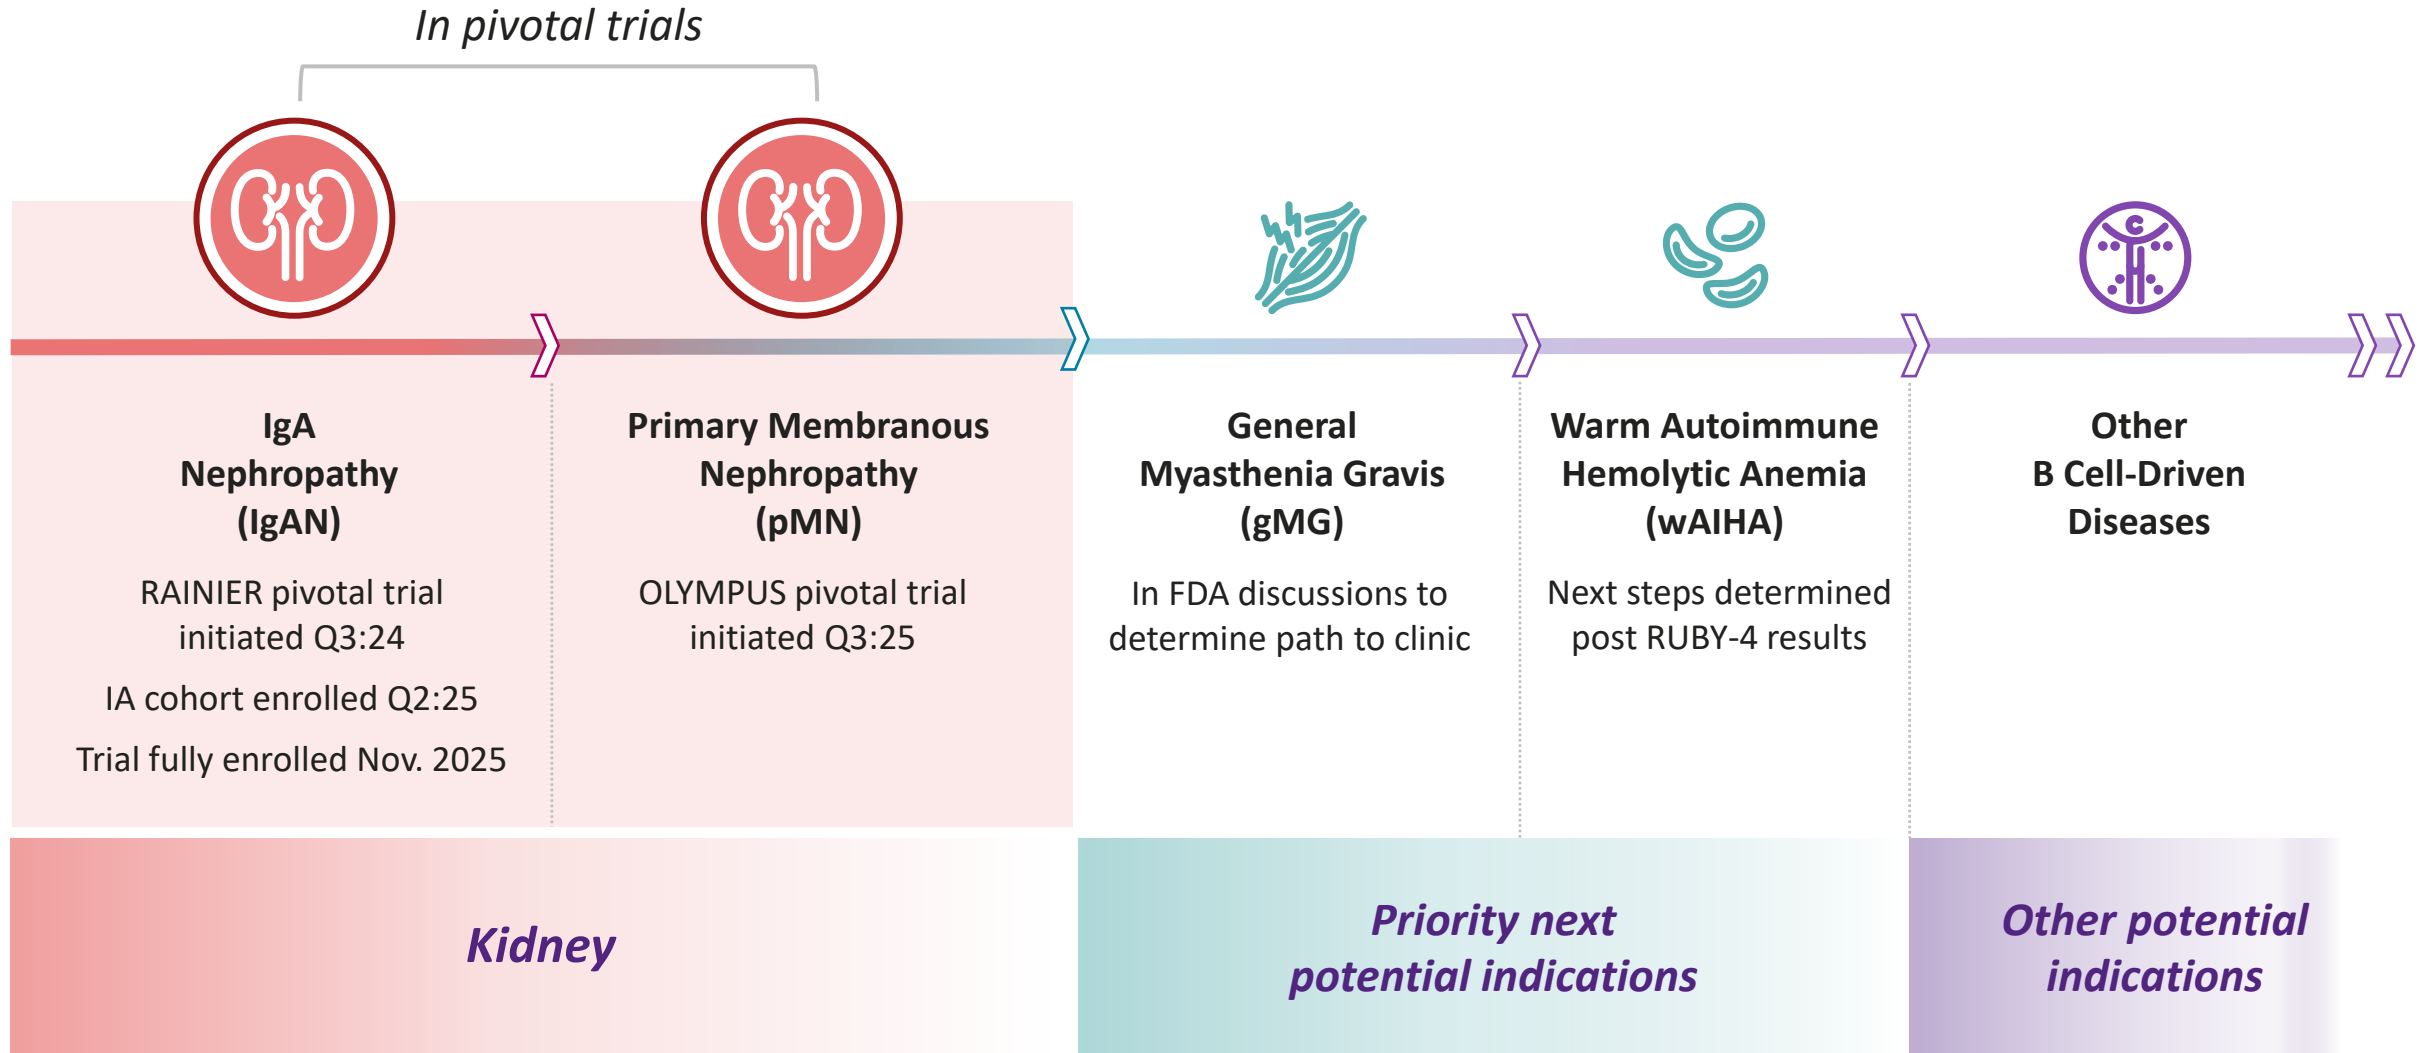 In pivotal trials
IgA
Nephropathy
(IgAN)
RAINIER pivotal trial
initiated Q3:24
IA cohort enrolled Q2:25
Trial fully enrolled Nov. 2025
Primary Membranous
Nephropathy
(pMN)
OLYMPUS pivotal trial
initiated Q3:25
General
Myasthenia Gravis
(gMG)
In FDA discussions to
determine path to clinic
Warm Autoimmune
Hemolytic Anemia
(wAIHA)
Next steps determined
post RUBY-4 results
Other
B Cell-Driven
Diseases
Kidney
Priority next
potential indications
Other potential
indications